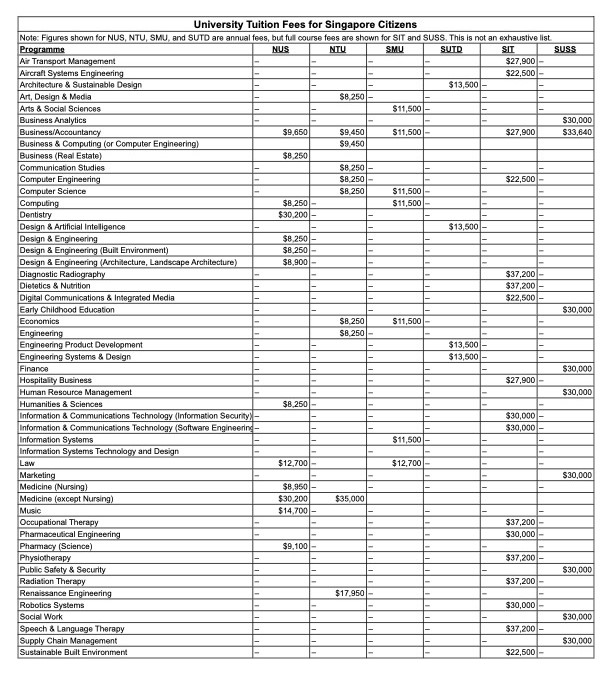 University Tuition Fees for Singapore Citizens
Note: Figures shown for NUS, NTU, SMU, and SUTD are annual fees, but full course fees are shown for SIT and SUSS. This is not an exhaustive list.
Programme NUS NTU SMU SUTD SIT SUSS
Air Transport Management – – – – $27,900 –
Aircraft Systems Engineering – – – – $22,500 –
Architecture & Sustainable Design – – – $13,500 – –
Art, Design & Media – $8,250 – – – –
Arts & Social Sciences – – $11,500 – – –
Business Analytics – – – – – $30,000
Business/Accountancy $9,650 $9,450 $11,500 – $27,900 $33,640
Business & Computing (or Computer Engineering) $9,450
Business (Real Estate) $8,250
Communication Studies – $8,250 – – – –
Computer Engineering – $8,250 – – $22,500 –
Computer Science – $8,250 $11,500 – – –
Computing $8,250 – $11,500 – – –
Dentistry $30,200 – – – – –
Design & Artificial Intelligence – – – $13,500 – –
Design & Engineering $8,250 – – – – –
Design & Engineering (Built Environment) $8,250 – – – – –
Design & Engineering (Architecture, Landscape Architecture) $8,900 – – – – –
Diagnostic Radiography – – – – $37,200 –
Dietetics & Nutrition – – – – $37,200 –
Digital Communications & Integrated Media – – – – $22,500 –
Early Childhood Education – – – – – $30,000
Economics – $8,250 $11,500 – – –
Engineering – $8,250 – – – –
Engineering Product Development – – – $13,500 – –
Engineering Systems & Design – – – $13,500 – –
Finance – – – – – $30,000
Hospitality Business – – – – $27,900 –
Human Resource Management – – – – – $30,000
Humanities & Sciences $8,250 – – – – –
Information & Communications Technology (Information Security) – – – – $30,000 –
Information & Communications Technology (Software Engineering – – – – $30,000 –
Information Systems – – $11,500 – – –
Information Systems Technology and Design – – – – –
Law $12,700 – $12,700 – – –
Marketing – – – – – $30,000
Medicine (Nursing) $8,950 – – – – –
Medicine (except Nursing) $30,200 $35,000 – – – –
Music $14,700 – – – – –
Occupational Therapy – – – – $37,200 –
Pharmaceutical Engineering – – – – $30,000 –
Pharmacy (Science) $9,100 – – – – –
Physiotherapy – – – – $37,200 –
Public Safety & Security – – – – – $30,000
Radiation Therapy – – – – $37,200 –
Renaissance Engineering – $17,950 – – – –
Robotics Systems – – – – $30,000 –
Social Work – – – – – $30,000
Speech & Language Therapy – – – – $37,200 –
Supply Chain Management – – – – – $30,000
Sustainable Built Environment – – – – $22,500 –